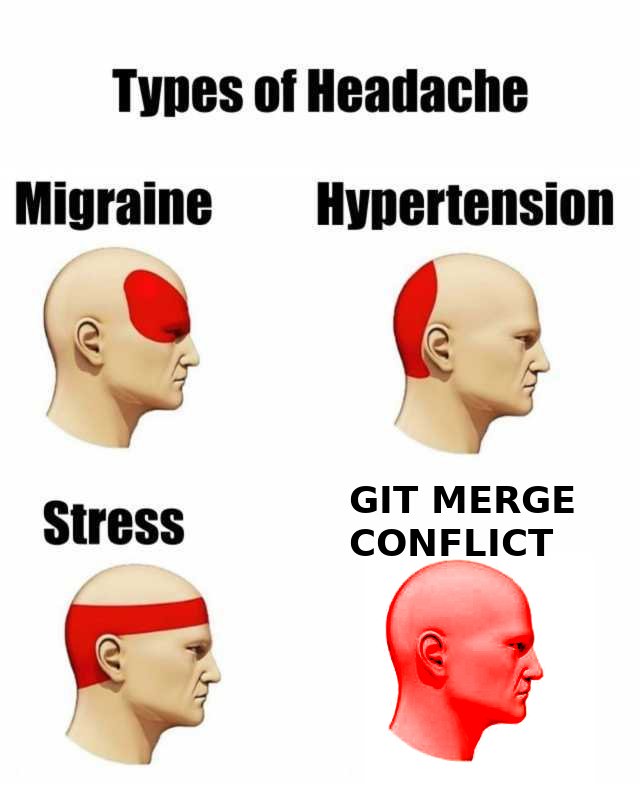 Types of Headache
Migraine
Hypertension
Stress
GIT MERGE
CONFLICT